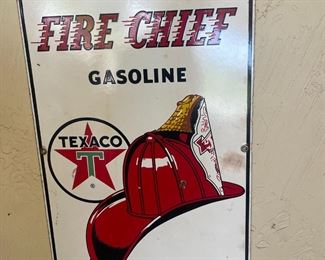 FIRE CHIEF
GASOLINE
TEXACO
T
®